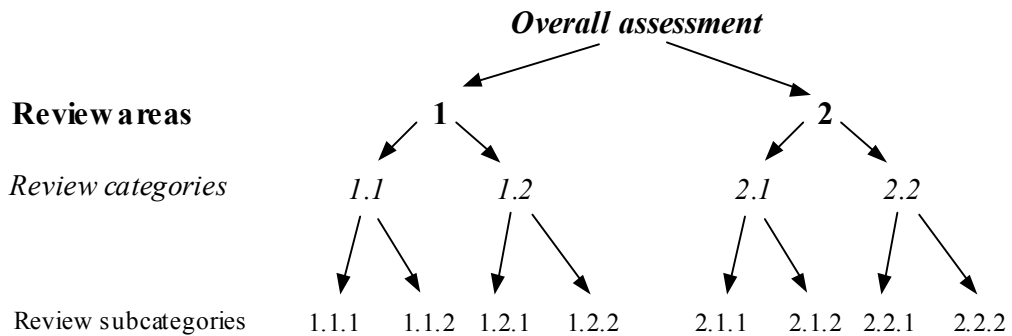 Overall assessment
Review areas 1 2
Review categories 1.1 1.2 2.1 2.2
Review subcategories 1.1.1 1.1.2 1.2.1 1.2.2 2.1.1 2.1.2 2.2.1 2.2.2